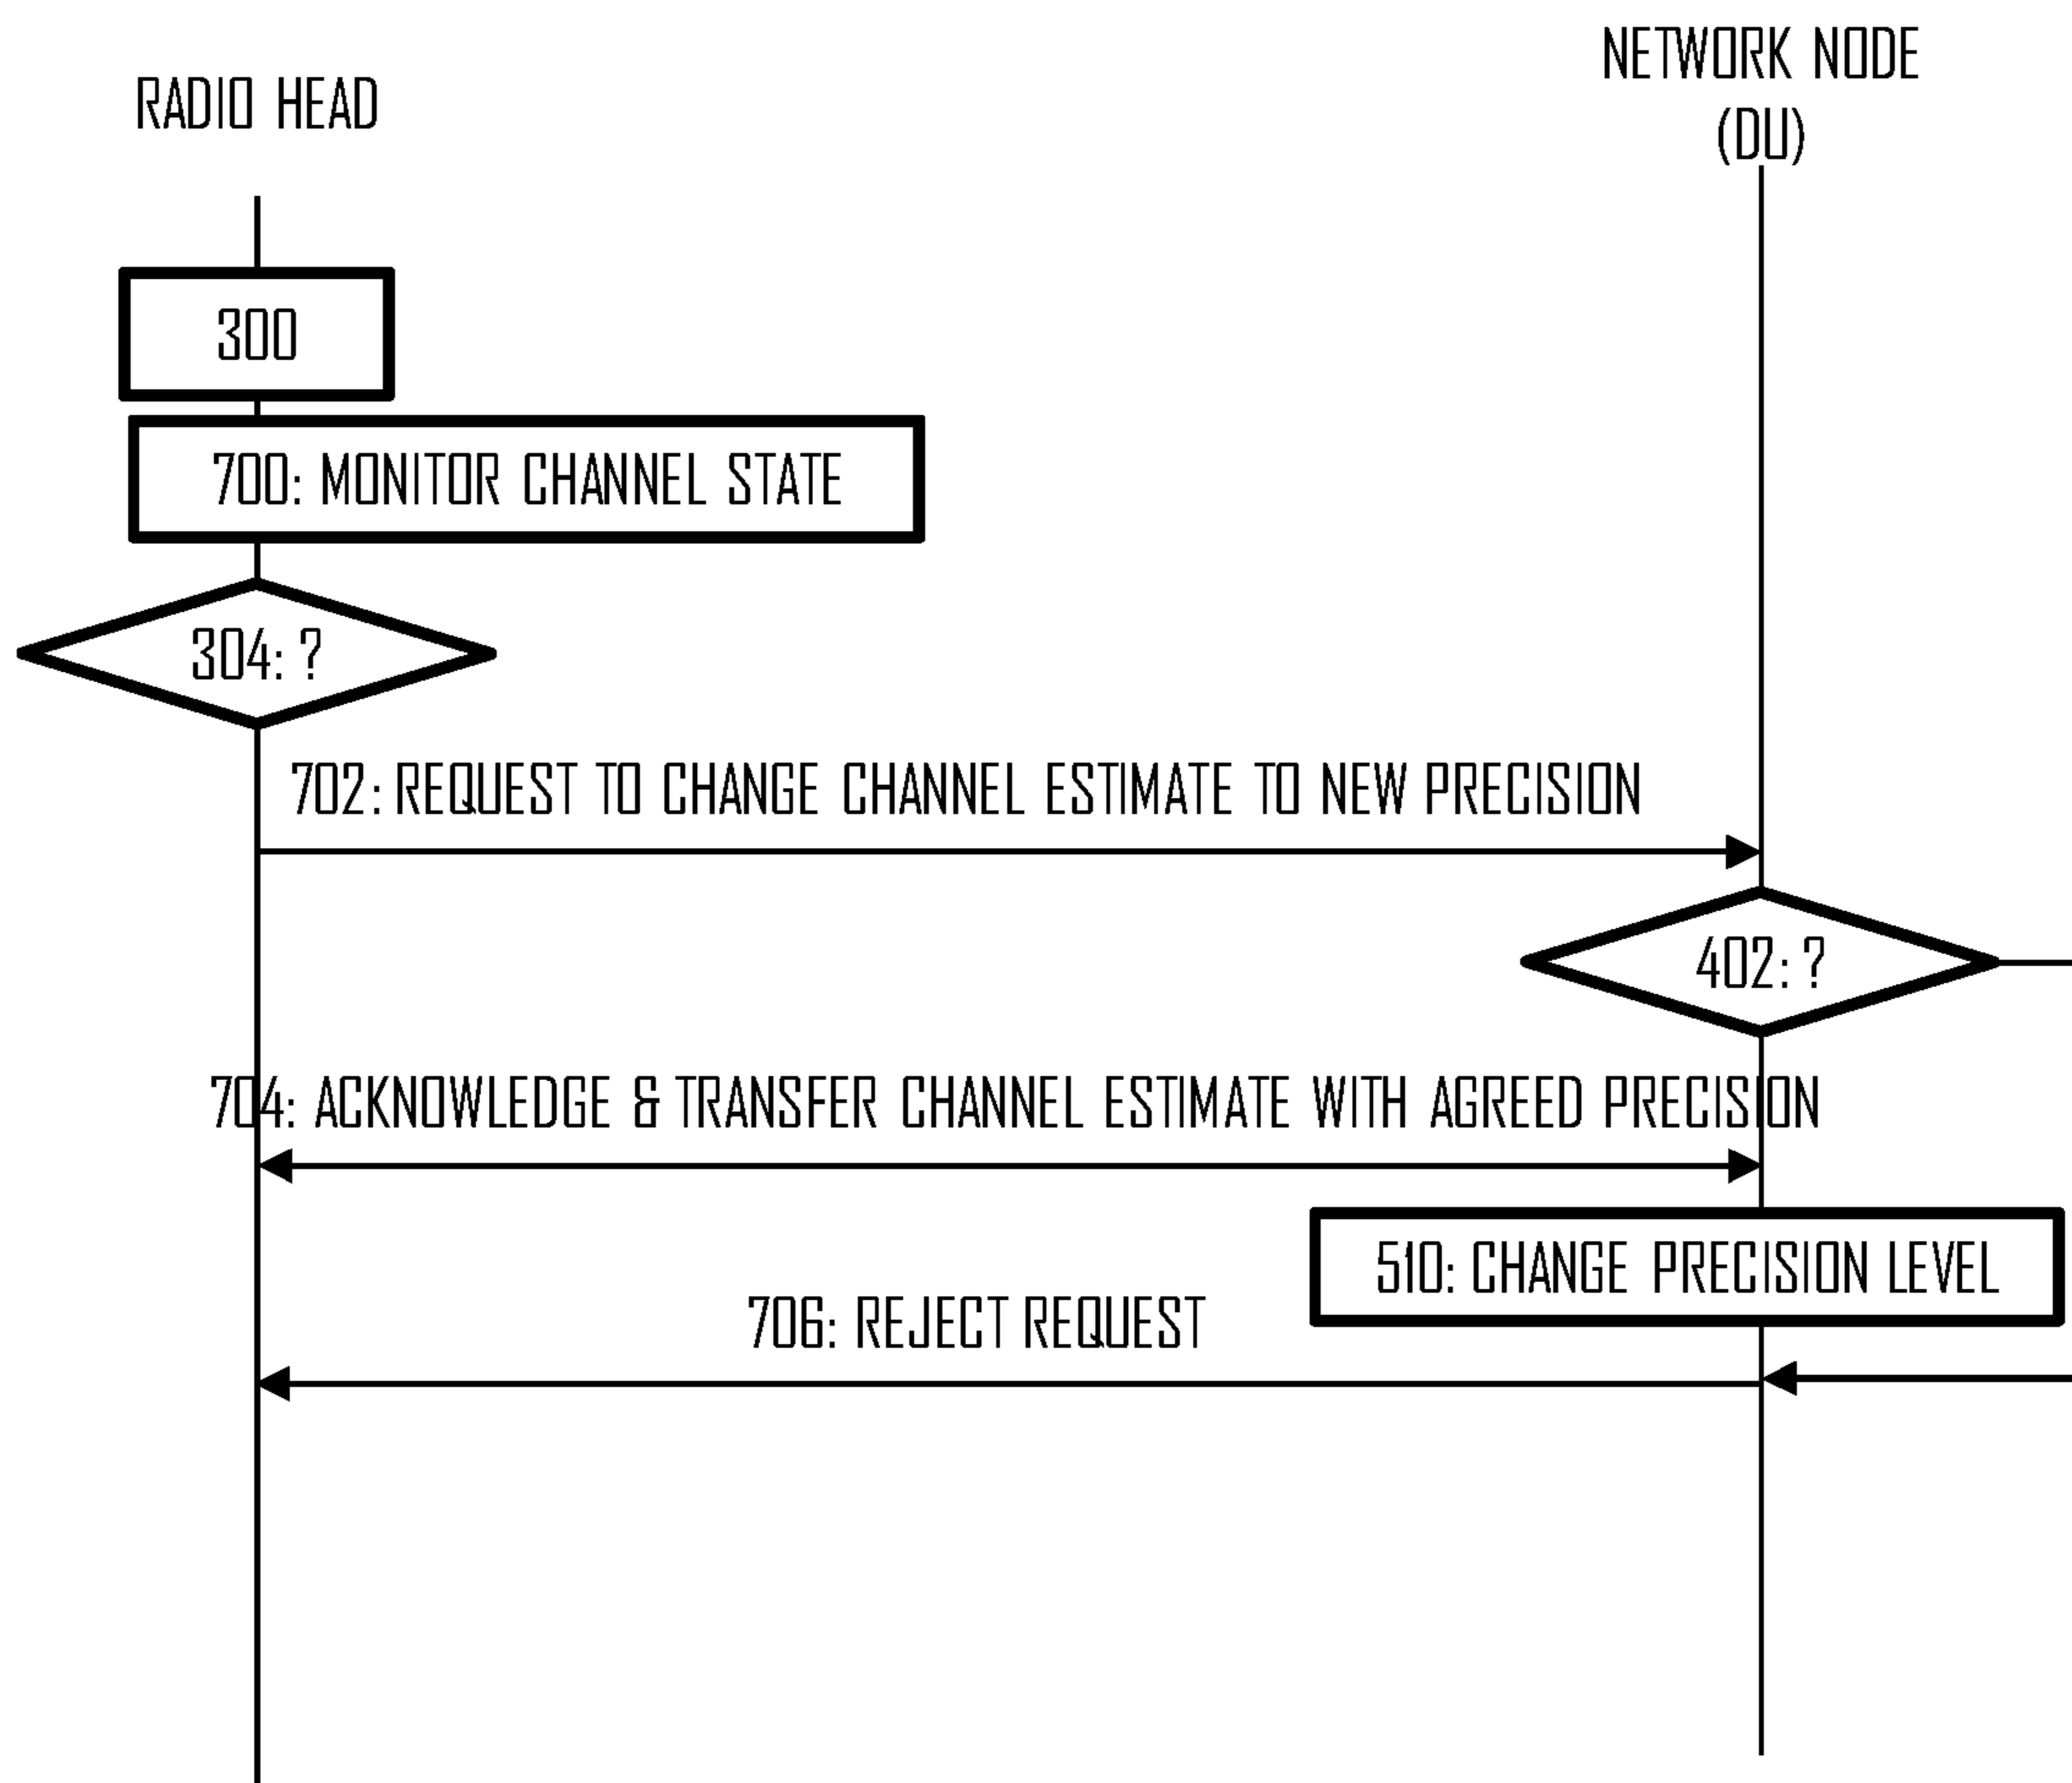 RADIO HEAD
NETWORK NODE
(DU)
300
700: MONITOR CHANNEL STATE
304: ?
702: REQUEST TO CHANGE CHANNEL ESTIMATE TO NEW PRECISION
402: ?
704: ACKNOWLEDGE & TRANSFER CHANNEL ESTIMATE WITH AGREED PRECISION
510: CHANGE PRECISION LEVEL
706: REJECT REQUEST